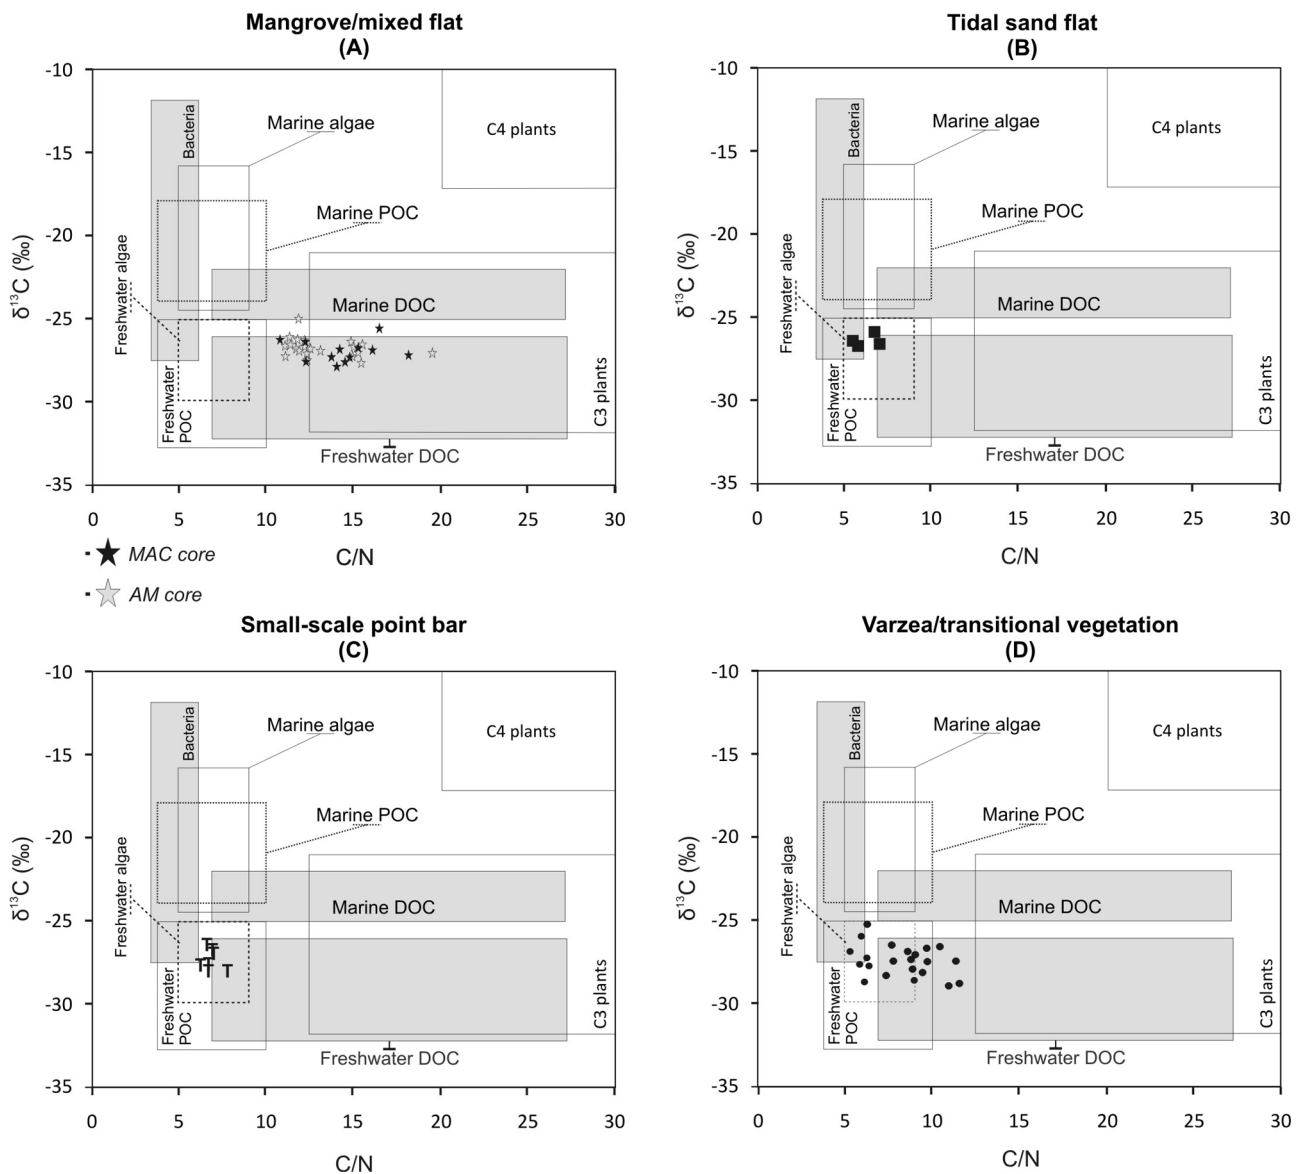 Mangrove/mixed flat
(A)
-10
-15
-20
-25
-30
-35
δ¹³C (‰)
Bacteria
Marine algae
C4 plants
Marine POC
Freshwater algae
Marine DOC
Freshwater
POC
C3 plants
Freshwater DOC
0 5 10 15 20 25 30
C/N
MAC core
AM core
Tidal sand flat
(B)
-10
-15
-20
-25
-30
-35
δ¹³C (‰)
Bacteria
Marine algae
C4 plants
Marine POC
Freshwater algae
Marine DOC
Freshwater
POC
C3 plants
Freshwater DOC
0 5 10 15 20 25 30
C/N
Small-scale point bar
(C)
-10
-15
-20
-25
-30
-35
δ¹³C (‰)
Bacteria
Marine algae
C4 plants
Marine POC
Freshwater algae
Marine DOC
Freshwater
POC
C3 plants
Freshwater DOC
0 5 10 15 20 25 30
C/N
Varzea/transitional vegetation
(D)
-10
-15
-20
-25
-30
-35
δ¹³C (‰)
Bacteria
Marine algae
C4 plants
Marine POC
Freshwater algae
Marine DOC
Freshwater
POC
C3 plants
Freshwater DOC
0 5 10 15 20 25 30
C/N